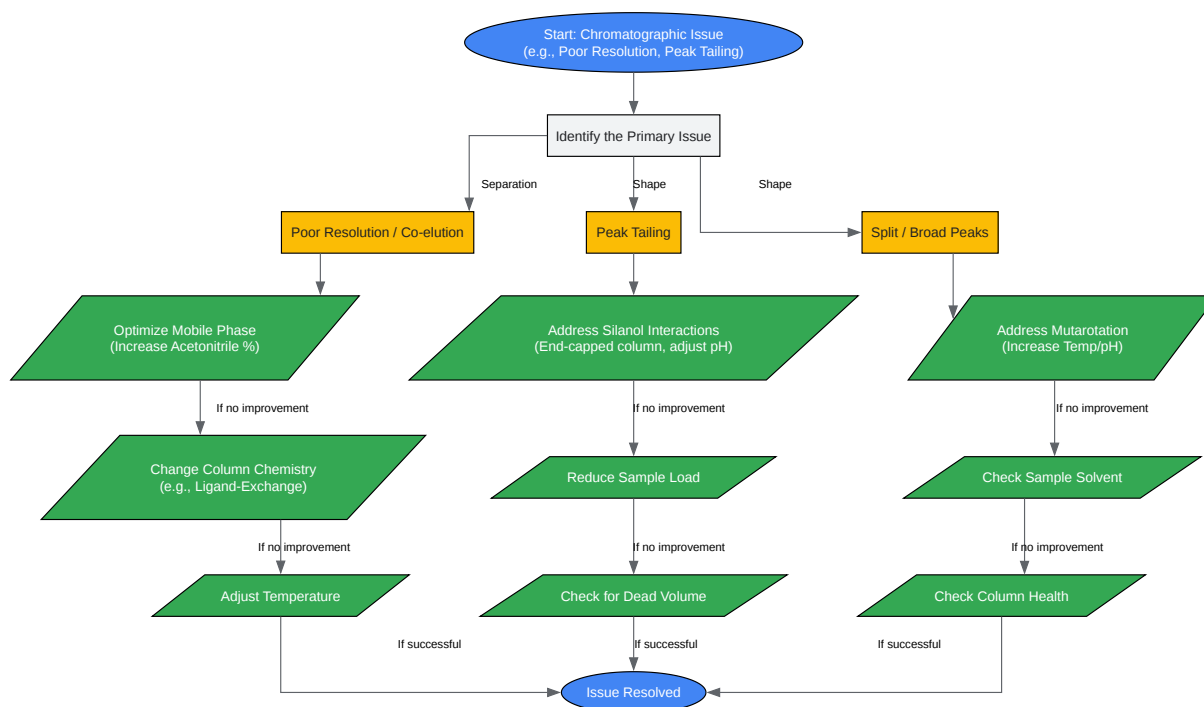 Start: Chromatographic Issue
(e.g., Poor Resolution, Peak Tailing)
Identify the Primary Issue
Separation
Shape
Shape
Poor Resolution / Co-elution
Peak Tailing
Split / Broad Peaks
Optimize Mobile Phase
(Increase Acetonitrile %)
Address Silanol Interactions
(End-capped column, adjust pH)
Address Mutarotation
(Increase Temp/pH)
If no improvement
If no improvement
If no improvement
Change Column Chemistry
(e.g., Ligand-Exchange)
Reduce Sample Load
Check Sample Solvent
If no improvement
If no improvement
If no improvement
Adjust Temperature
Check for Dead Volume
Check Column Health
If successful
If successful
If successful
Issue Resolved